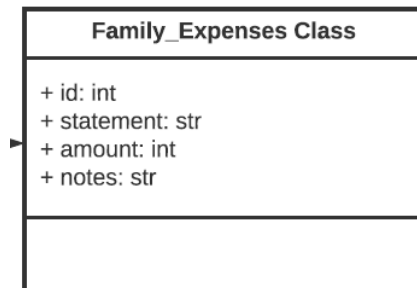 Family_Expenses Class
+ id: int
+ statement: str
+ amount: int
+ notes: str